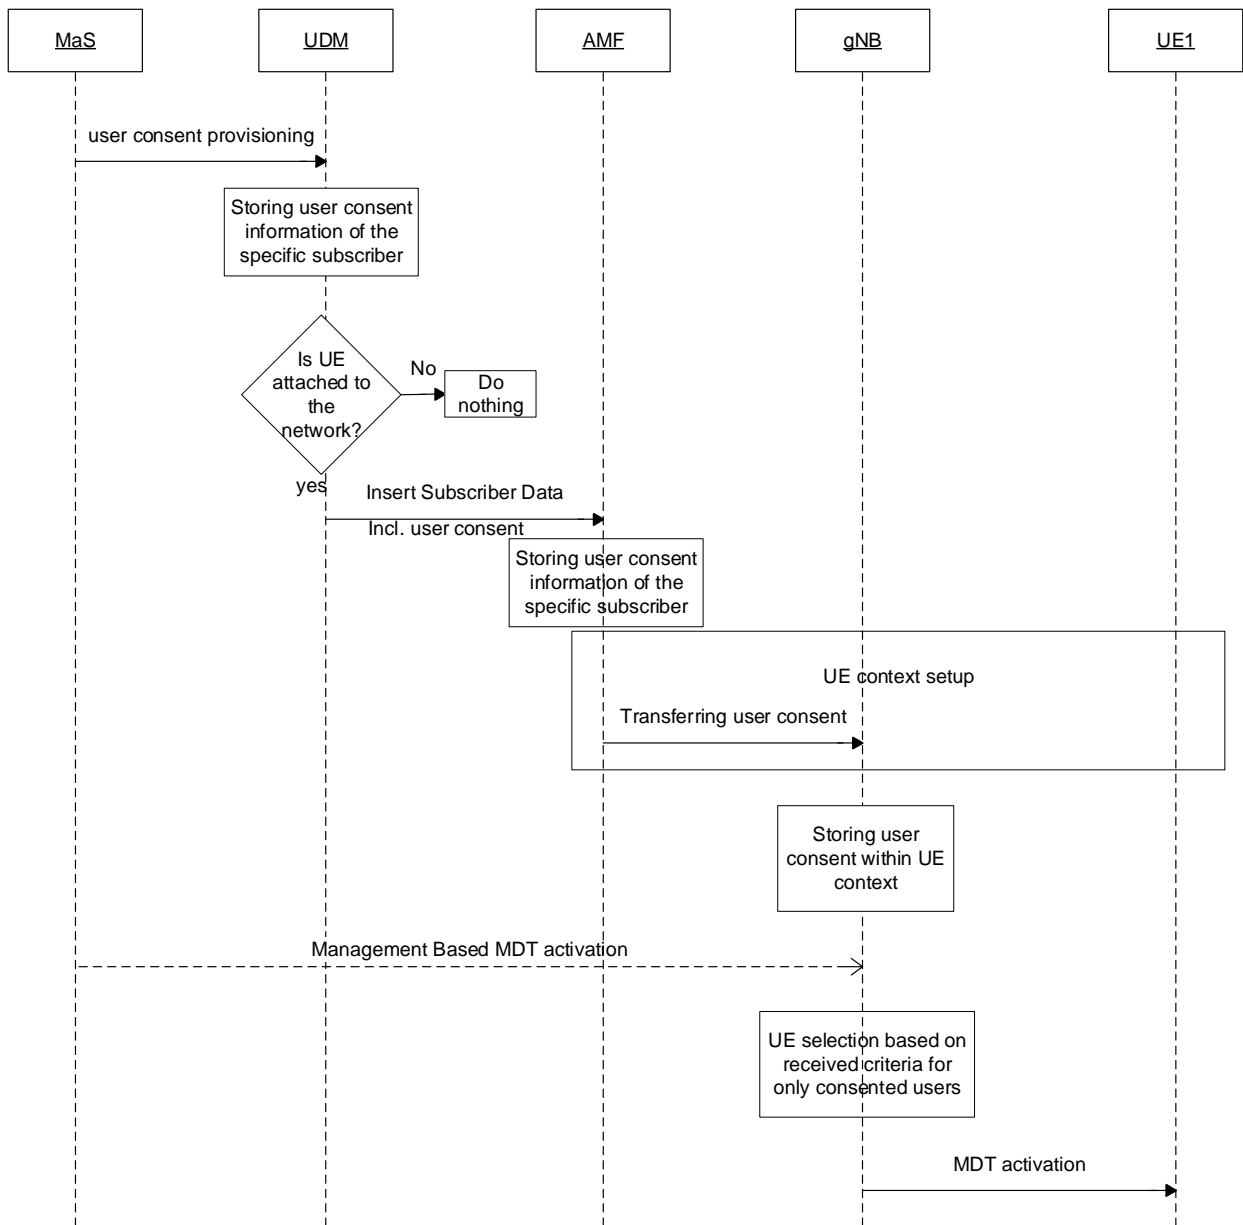 MaS
UDM
AMF
gNB
UE1
user consent provisioning
Storing user consent
information of the
specific subscriber
Is UE
attached to
the
network?
No
Do
nothing
yes
Insert Subscriber Data
Incl. user consent
Storing user consent
information of the
specific subscriber
UE context setup
Transferring user consent
Storing user
consent within UE
context
Management Based MDT activation
UE selection based on
received criteria for
only consented users
MDT activation